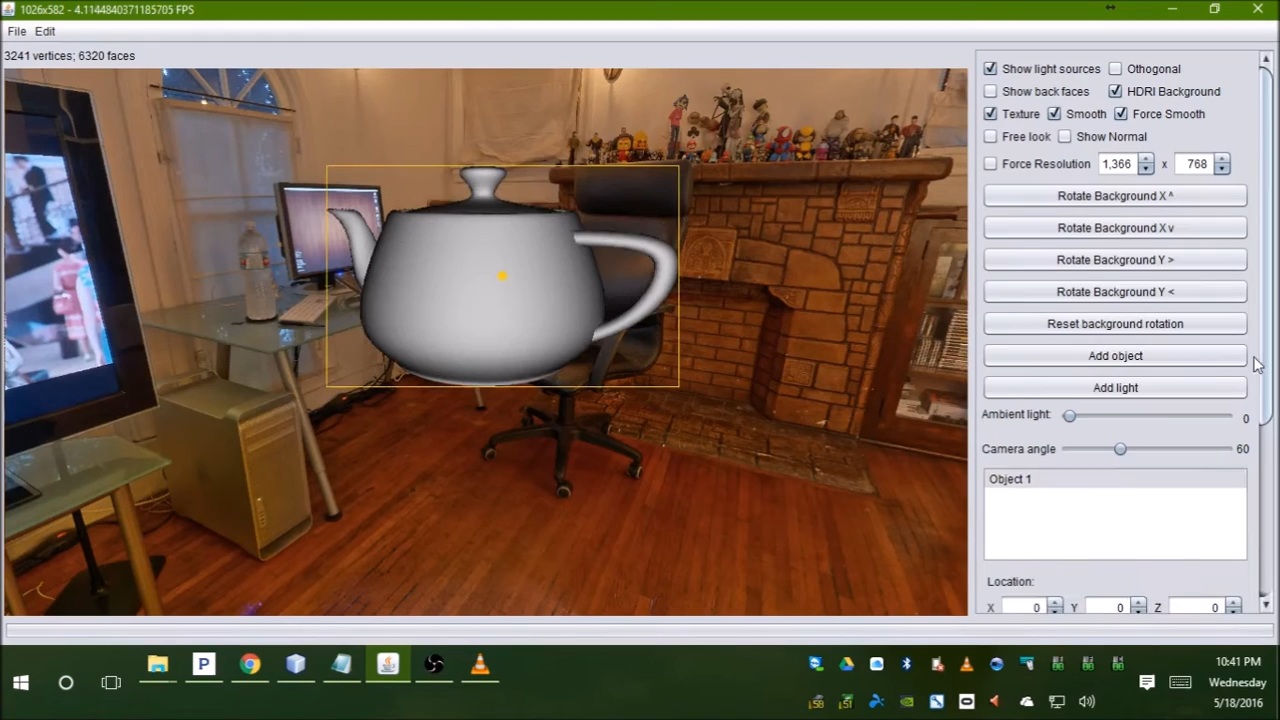 1026x582 - 4.1144840371185705 FPS
File Edit
3241 vertices; 6320 faces
Show light sources Othogonal
Show back faces HDRI Background
Texture Smooth Force Smooth
Free look Show Normal
Force Resolution 1,366 x 768
Rotate Background X ^
Rotate Background X v
Rotate Background Y >
Rotate Background Y <
Reset background rotation
Add object
Add light
Ambient light: 0
Camera angle 60
Object 1
Location:
X 0 Y 0 Z 0
P
10:41 PM
Wednesday
5/18/2016